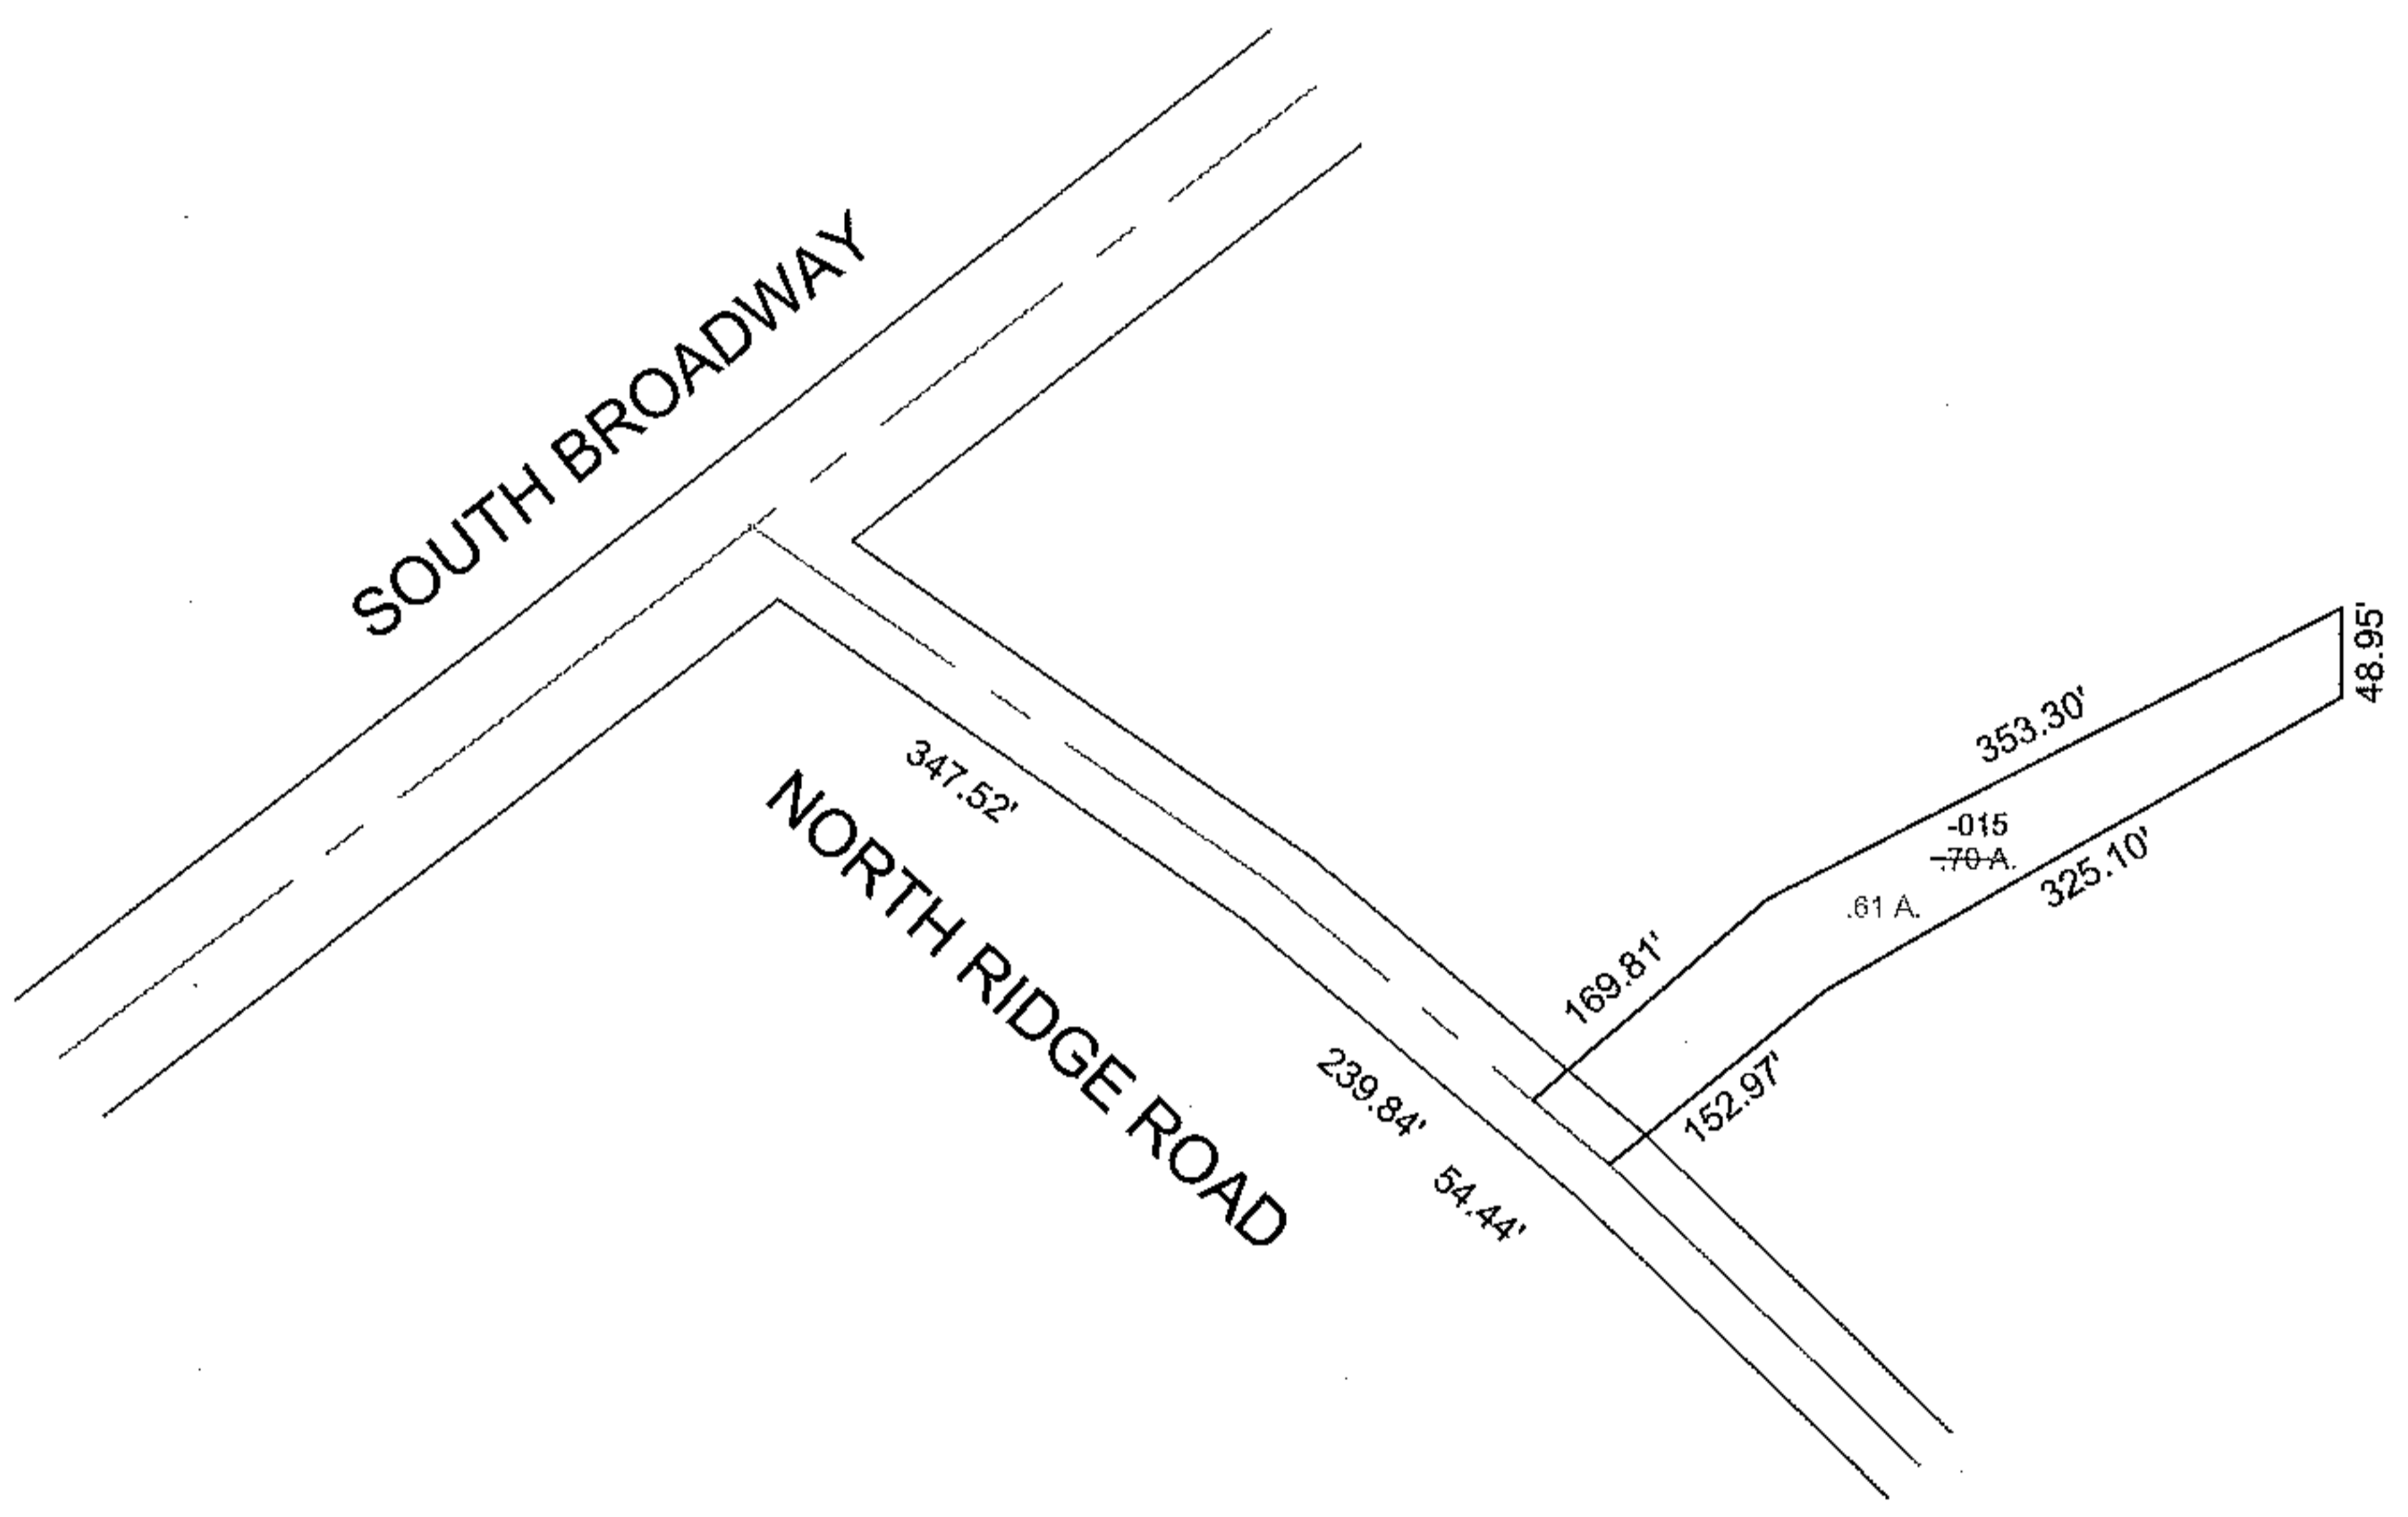 SOUTH BROADWAY
48.95'
353.30'
347.52'
-015
.70 A.
325.10'
.61 A.
NORTH RIDGE ROAD
169.81'
239.84'
152.97'
54.44'